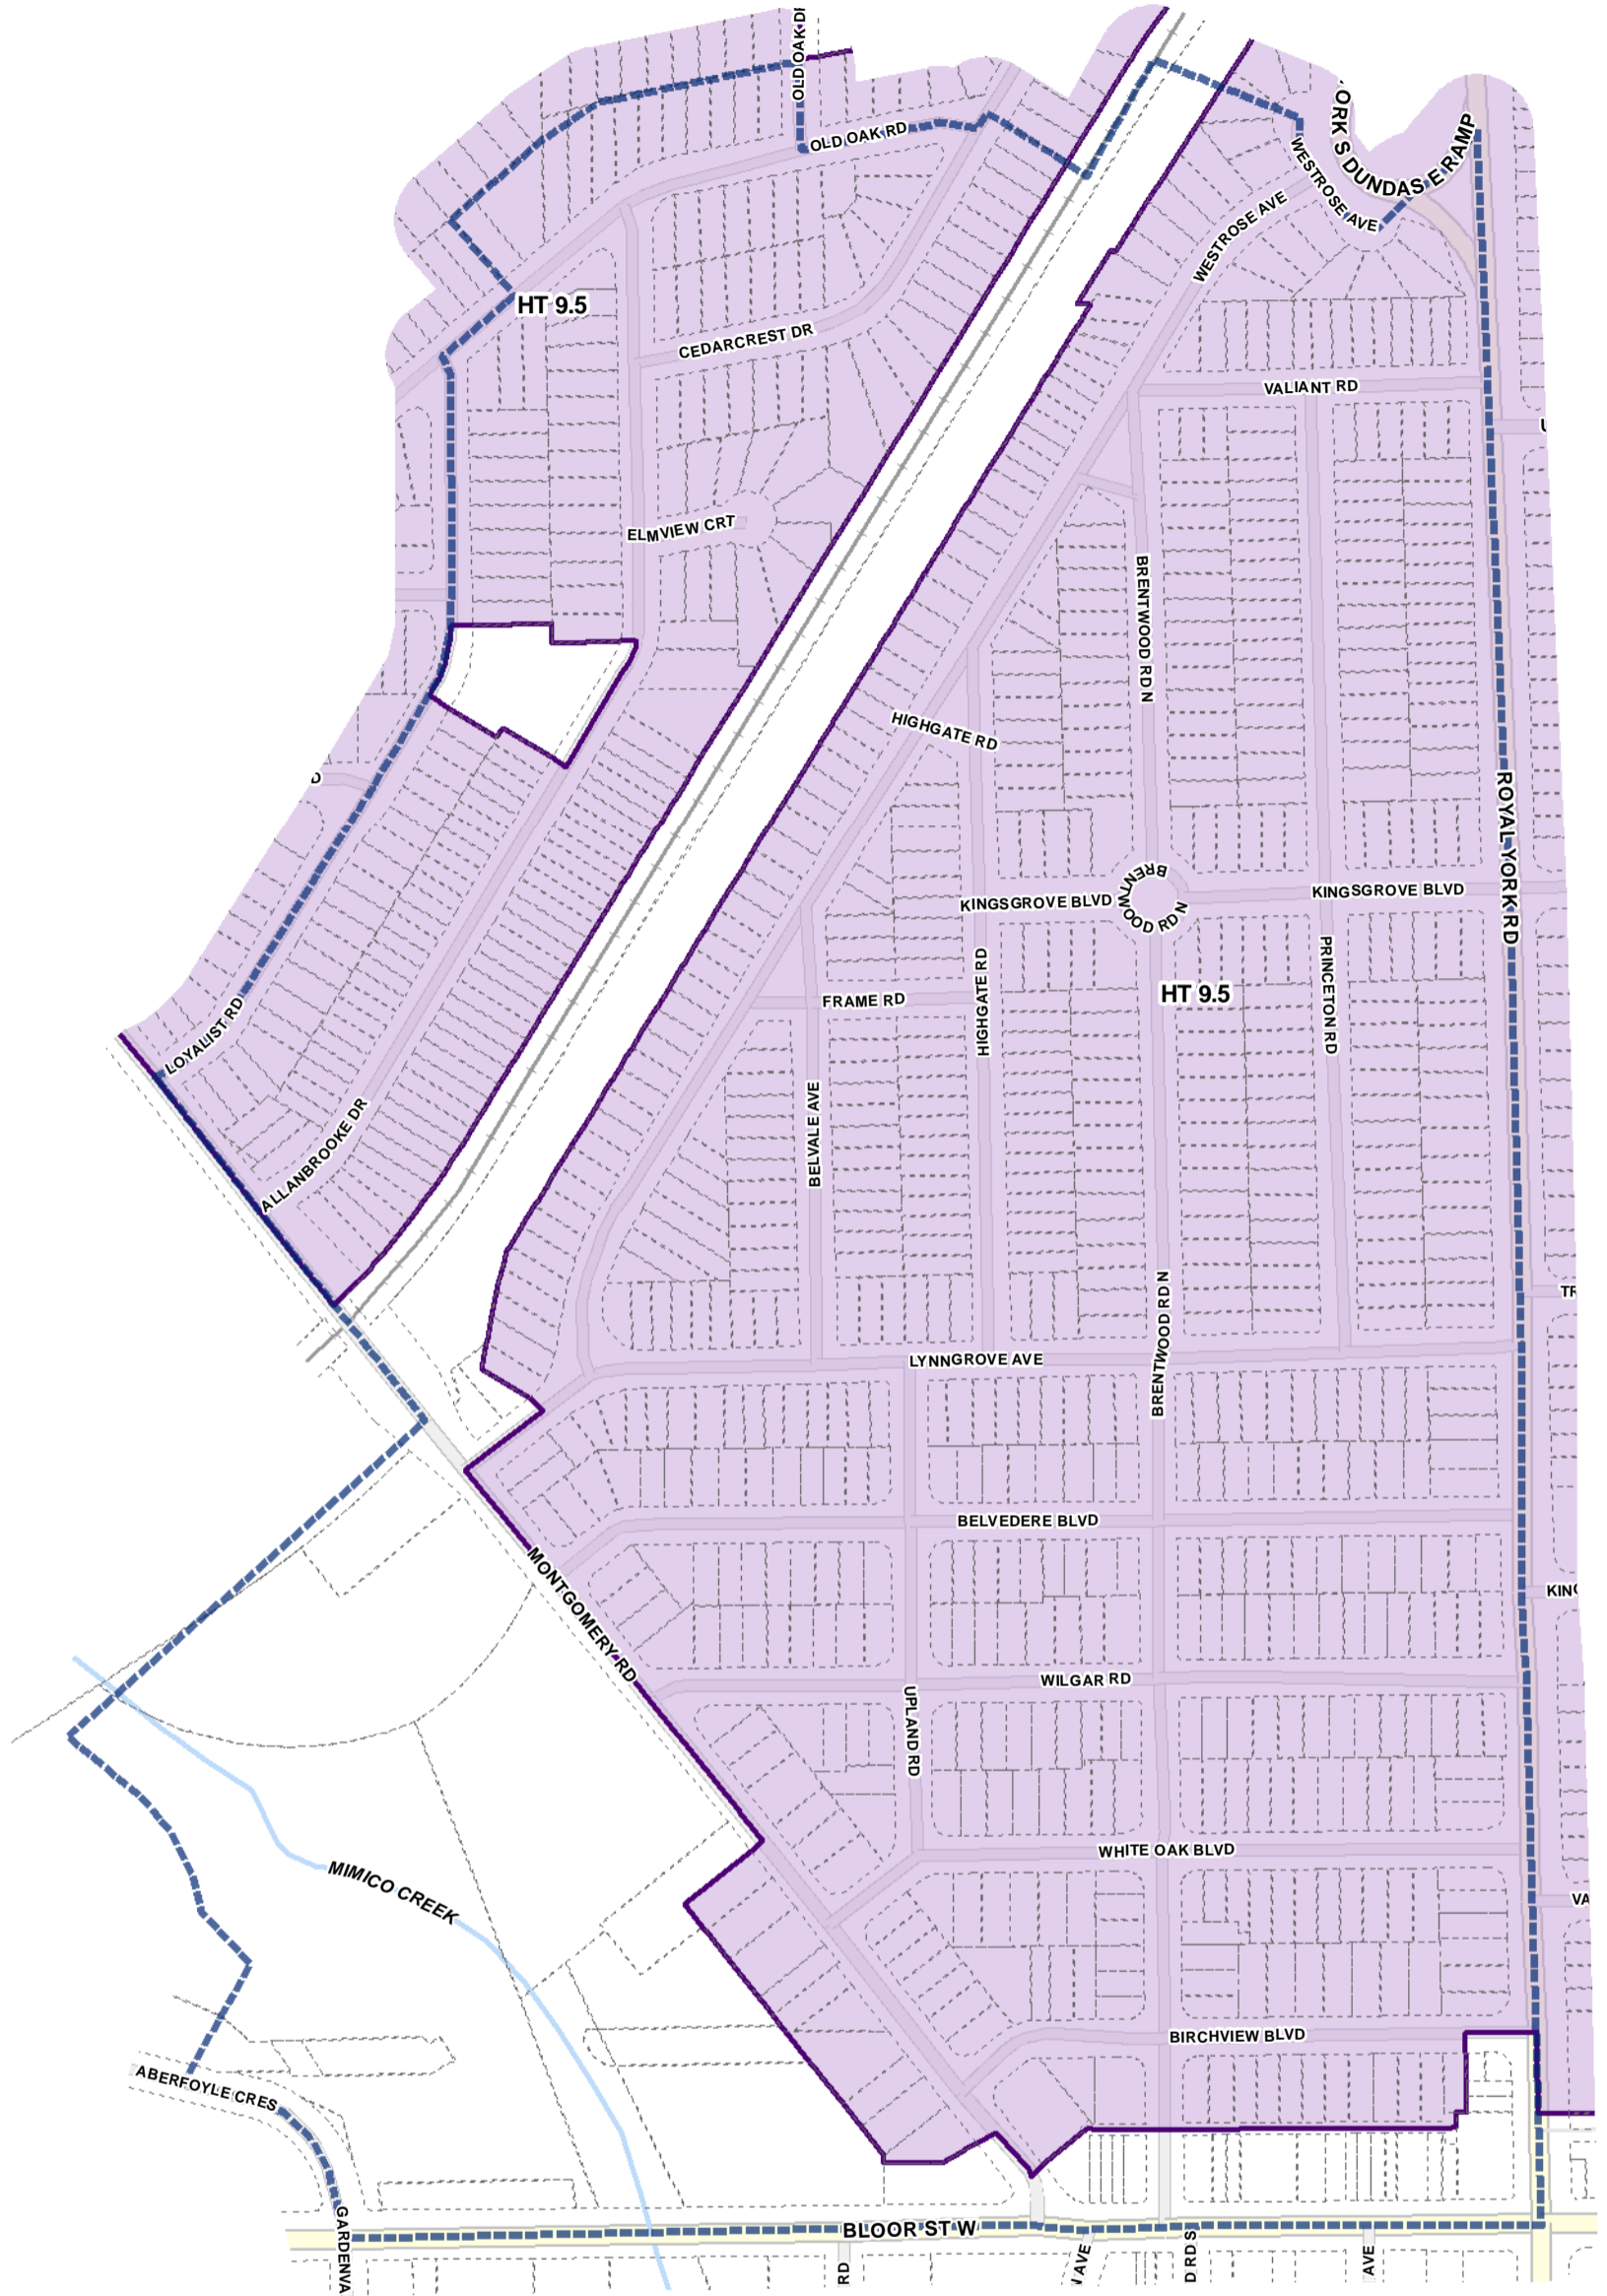 OLD OAK DR
OLD OAK RD
ORK S DUNDAS E RAMP
WESTROSE AVE
WESTROSE AVE
HT 9.5
CEDARCREST DR
VALIANT RD
ELMVIEW CRT
BRENTWOOD RD N
HIGHGATE RD
ROYAL YORK RD
D
KINGSGROVE BLVD
BRENTWOOD RD N
KINGSGROVE BLVD
PRINCETON RD
HIGHGATE RD
HT 9.5
FRAME RD
LOYALIST RD
BELVALE AVE
ALLANBROOKE DR
TR
BRENTWOOD RD N
LYNNGROVE AVE
BELVEDERE BLVD
MONTGOMERY RD
KING
WILGAR RD
UPLAND RD
WHITE OAK BLVD
MIMICO CREEK
VA
BIRCHVIEW BLVD
ABERFOYLE CRES
GARDENVA
BLOOR ST W
RD
AVE
D RD S
AVE